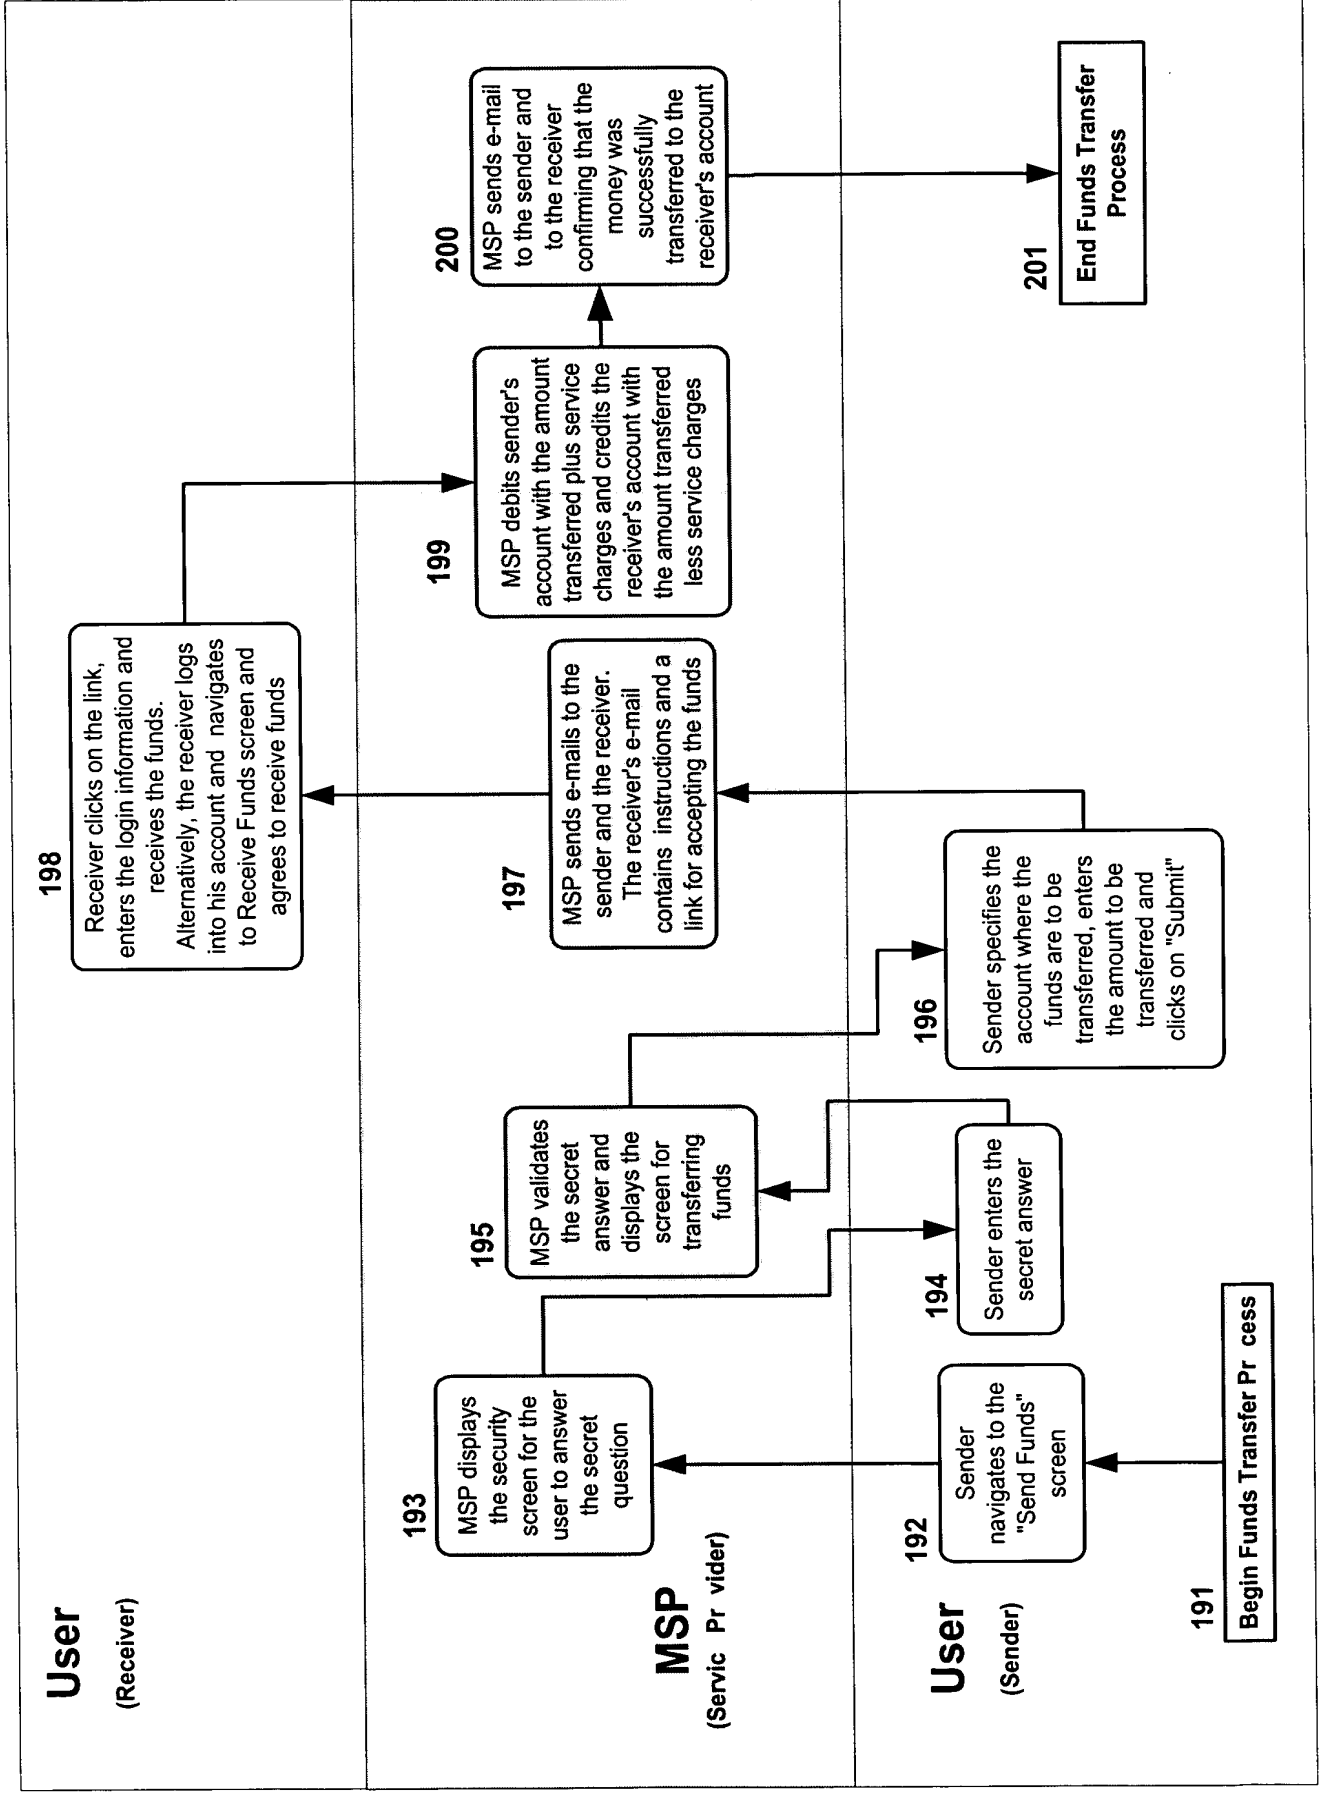 User
(Receiver)
198
Receiver clicks on the link,
enters the login information and
receives the funds.
Alternatively, the receiver logs
into his account and navigates
to Receive Funds screen and
agrees to receive funds
MSP
(Servic Pr vider)
193
MSP displays
the security
screen for the
user to answer
the secret
question
195
MSP validates
the secret
answer and
displays the
screen for
transferring
funds
197
MSP sends e-mails to the
sender and the receiver.
The receiver's e-mail
contains instructions and a
link for accepting the funds
199
MSP debits sender's
account with the amount
transferred plus service
charges and credits the
receiver's account with
the amount transferred
less service charges
200
MSP sends e-mail
to the sender and
to the receiver
confirming that the
money was
successfully
transferred to the
receiver's account
User
(Sender)
191
Begin Funds Transfer Pr cess
192
Sender
navigates to the
"Send Funds"
screen
194
Sender enters the
secret answer
196
Sender specifies the
account where the
funds are to be
transferred, enters
the amount to be
transferred and
clicks on "Submit"
201
End Funds Transfer
Process